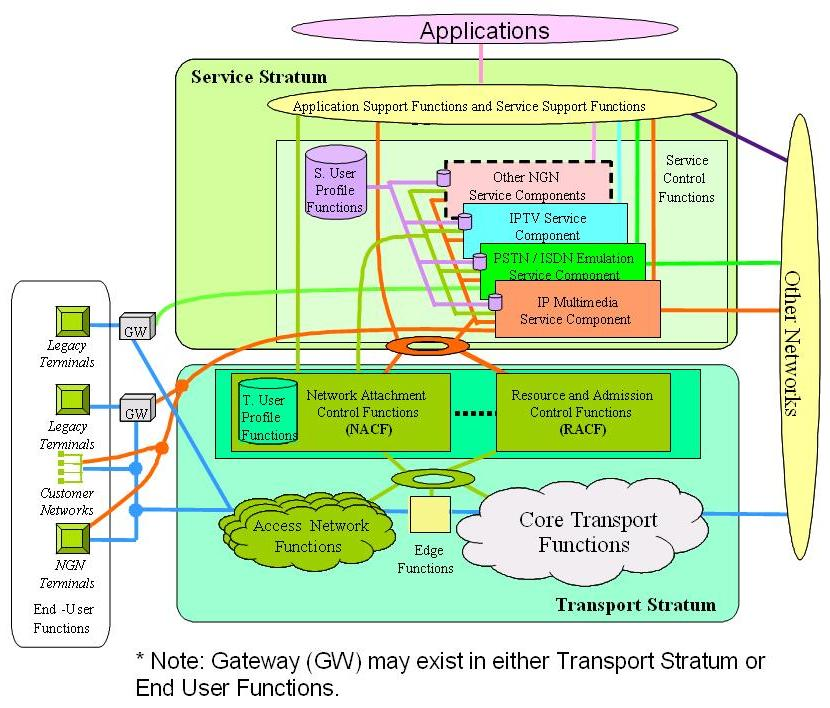 Applications
Service Stratum
Application Support Functions and Service Support Functions
S. User
Profile
Functions
Other NGN
Service Components
Service
Control
Functions
IPTV Service
Component
PSTN / ISDN Emulation
Service Component
IP Multimedia
Service Component
Other Networks
Legacy
Terminals
GW
Legacy
Terminals
GW
Customer
Networks
NGN
Terminals
End -User
Functions
T. User
Profile
Functions
Network Attachment
Control Functions
(NACF)
Resource and Admission
Control Functions
(RACF)
Access Network
Functions
Edge
Functions
Core Transport
Functions
Transport Stratum
* Note: Gateway (GW) may exist in either Transport Stratum or
End User Functions.